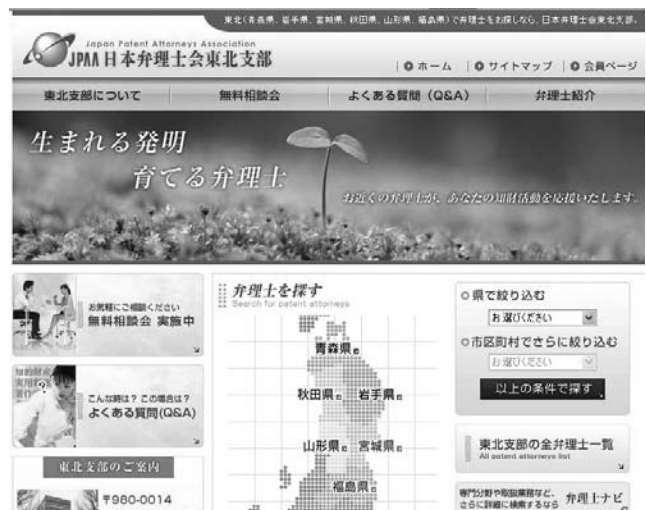 東北(青森県、岩手県、宮城県、秋田県、山形県、福島県)で弁理士をお探しなら、日本弁理士会東北支部。
Japan Patent Attorneys Association
JPAA 日本弁理士会東北支部
ホーム サイトマップ 会員ページ
東北支部について 無料相談会 よくある質問(Q&A) 弁理士紹介
生まれる発明
育てる弁理士
お近くの弁理士が、あなたの知財活動を応援いたします。
お気軽にご相談ください
無料相談会 実施中
こんな時は? この場合は?
よくある質問(Q&A)
東北支部のご案内
〒980-0014
弁理士を探す
Search for patent attorneys
青森県
秋田県 岩手県
山形県 宮城県
福島県
県で絞り込む
お選びください
市区町村でさらに絞り込む
お選びください
以上の条件で探す
東北支部の全弁理士一覧
All patent attorneys list
専門分野や取扱業務など、
さらに詳細に検索するなら
弁理士ナビ